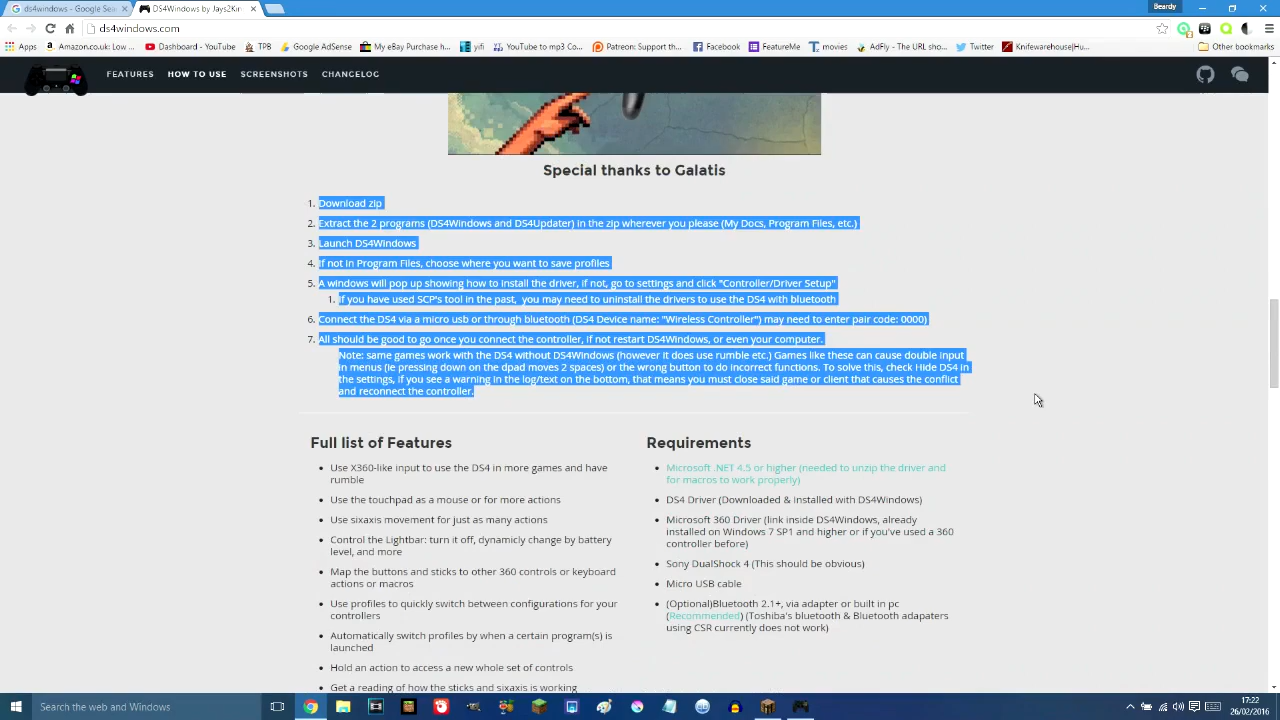 ds4windows - Google Sear
DS4Windows by Jays2Kin
Beardy
ds4windows.com
Apps
Amazon.co.uk: Low
Dashboard - YouTube
TPB
Google AdSense
My eBay Purchase h...
yifi
YouTube to mp3 Co...
Patreon: Support th...
Facebook
FeatureMe
movies
AdFly - The URL sho...
Twitter
Knifewarehouse|Hu...
Other bookmarks
FEATURES HOW TO USE SCREENSHOTS CHANGELOG
Special thanks to Galatis
1. Download zip
2. Extract the 2 programs (DS4Windows and DS4Updater) in the zip wherever you please (My Docs, Program Files, etc.)
3. Launch DS4Windows
4. If not in Program Files, choose where you want to save profiles
5. A windows will pop up showing how to install the driver, if not, go to settings and click "Controller/Driver Setup"
1. If you have used SCP's tool in the past, you may need to uninstall the drivers to use the DS4 with bluetooth
6. Connect the DS4 via a micro usb or through bluetooth (DS4 Device name: "Wireless Controller") may need to enter pair code: 0000)
7. All should be good to go once you connect the controller, if not restart DS4Windows, or even your computer.
Note: same games work with the DS4 without DS4Windows (however it does use rumble etc.) Games like these can cause double input
in menus (ie pressing down on the dpad moves 2 spaces) or the wrong button to do incorrect functions. To solve this, check Hide DS4 in
the settings, if you see a warning in the log/text on the bottom, that means you must close said game or client that causes the conflict
and reconnect the controller.
Full list of Features
• Use X360-like input to use the DS4 in more games and have
rumble
• Use the touchpad as a mouse or for more actions
• Use sixaxis movement for just as many actions
• Control the Lightbar: turn it off, dynamicly change by battery
level, and more
• Map the buttons and sticks to other 360 controls or keyboard
actions or macros
• Use profiles to quickly switch between configurations for your
controllers
• Automatically switch profiles by when a certain program(s) is
launched
• Hold an action to access a new whole set of controls
• Get a reading of how the sticks and sixaxis is working
Requirements
• Microsoft .NET 4.5 or higher (needed to unzip the driver and
for macros to work properly)
• DS4 Driver (Downloaded & Installed with DS4Windows)
• Microsoft 360 Driver (link inside DS4Windows, already
installed on Windows 7 SP1 and higher or if you've used a 360
controller before)
• Sony DualShock 4 (This should be obvious)
• Micro USB cable
• (Optional)Bluetooth 2.1+, via adapter or built in pc
(Recommended) (Toshiba's bluetooth & Bluetooth adapaters
using CSR currently does not work)
Search the web and Windows
17:22
26/02/2016